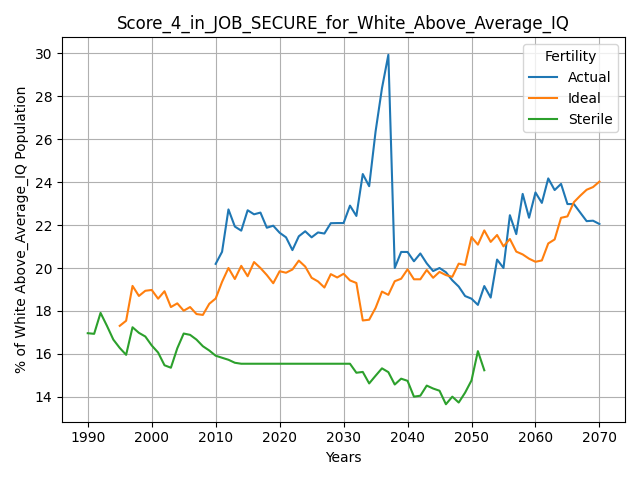 Score_4_in_JOB_SECURE_for_White_Above_Average_IQ
% of White Above_Average_IQ Population
30
28
26
24
22
20
18
16
14
Fertility
Actual
Ideal
Sterile
1990 2000 2010 2020 2030 2040 2050 2060 2070
Years